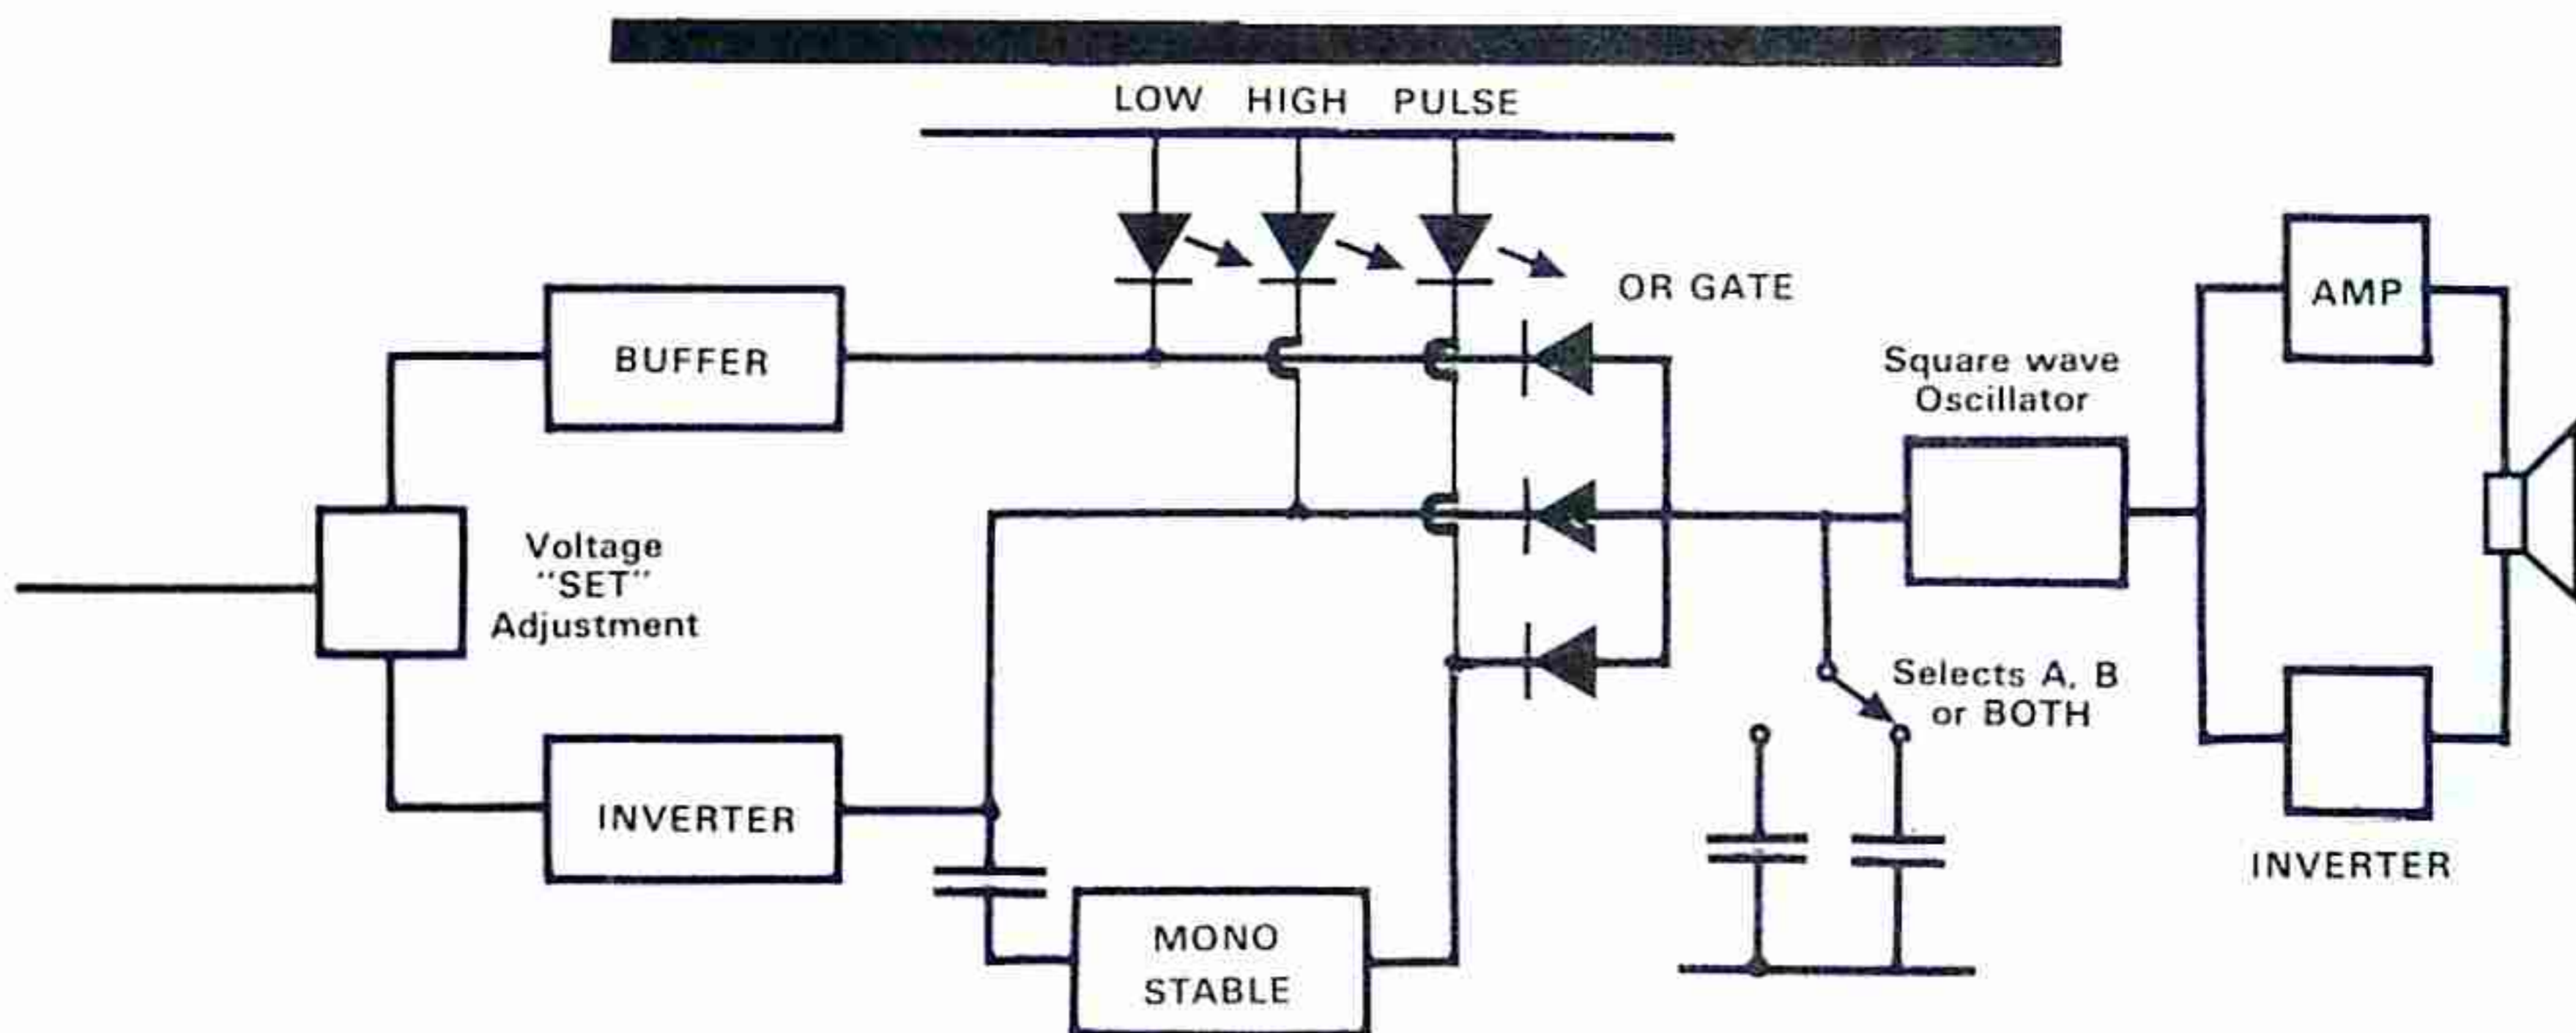 LOW HIGH PULSE
OR GATE
AMP
BUFFER
Square wave
Oscillator
Voltage
"SET"
Adjustment
Selects A, B
or BOTH
INVERTER
INVERTER
MONO
STABLE